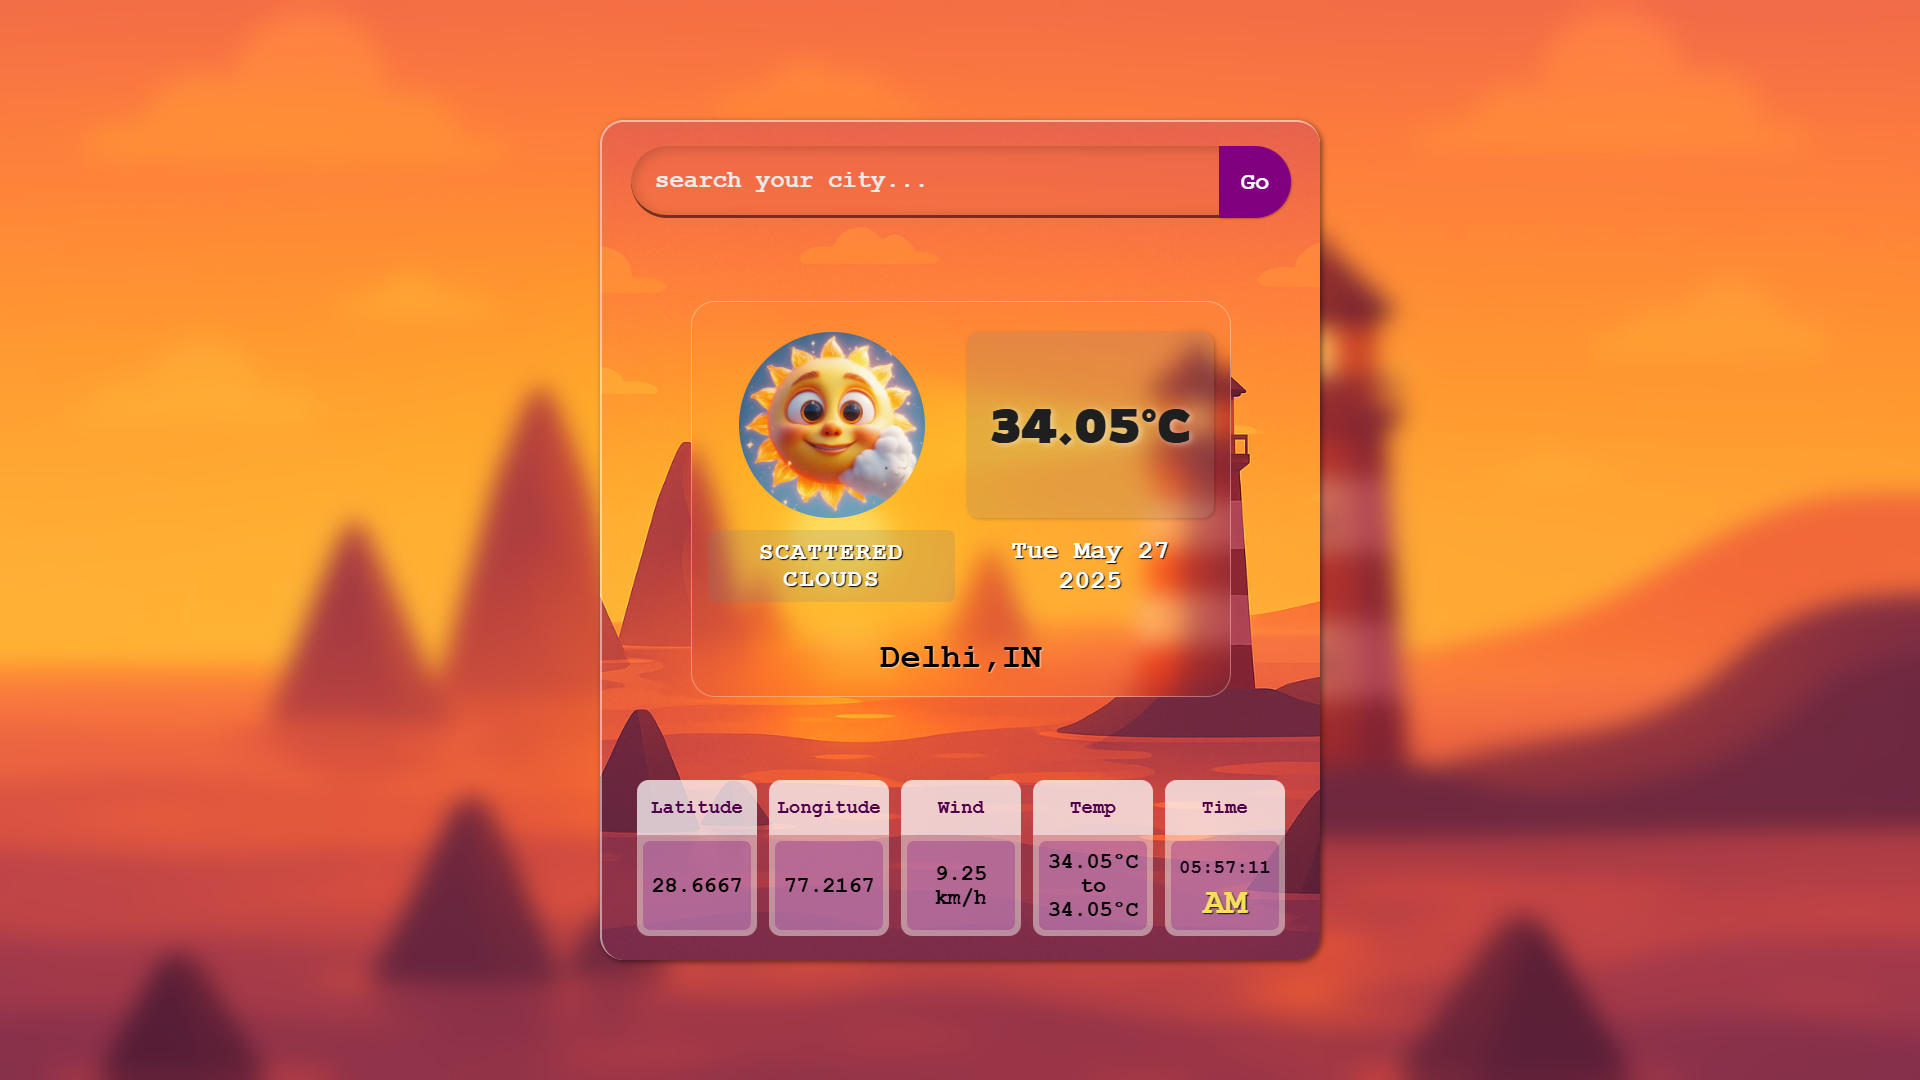 search your city...
Go
34.05°C
SCATTERED
CLOUDS
Tue May 27
2025
Delhi,IN
Latitude
Longitude
Wind
Temp
Time
28.6667
77.2167
9.25
km/h
34.05°C
to
34.05°C
05:57:11
AM